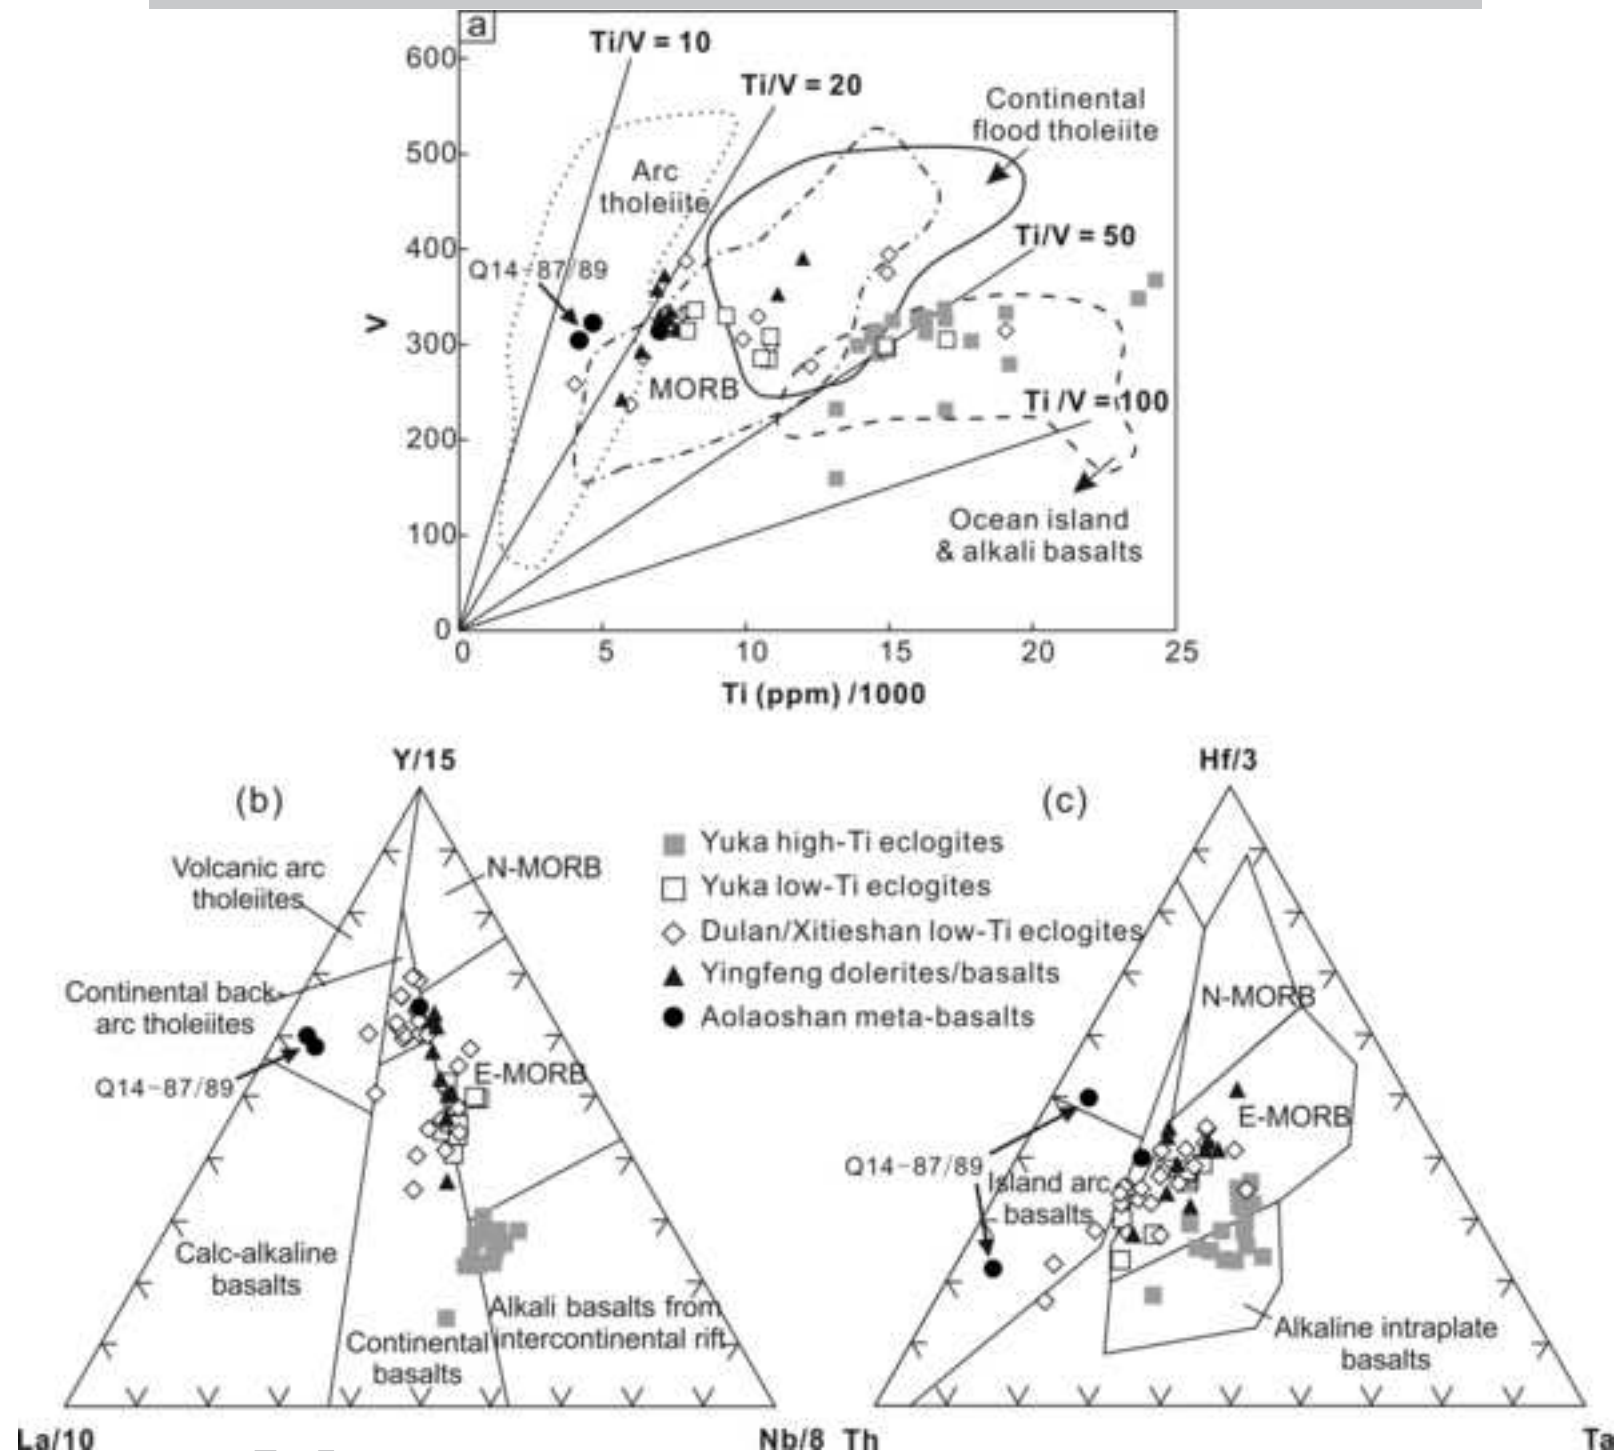 a
Ti/V = 10
Ti/V = 20
Continental
flood tholeiite
Arc
tholeiite
Ti/V = 50
Q14-87/89
MORB
Ti /V = 100
Ocean island
& alkali basalts
V
600
500
400
300
200
100
0
0 5 10 15 20 25
Ti (ppm) /1000
Y/15
(b)
Volcanic arc
tholeiites
N-MORB
Continental back-
arc tholeiites
Q14-87/89
E-MORB
Calc-alkaline
basalts
Alkali basalts from
intercontinental rift
Continental
basalts
La/10
Nb/8
Yuka high-Ti eclogites
Yuka low-Ti eclogites
Dulan/Xitieshan low-Ti eclogites
Yingfeng dolerites/basalts
Aolaoshan meta-basalts
Hf/3
(c)
N-MORB
E-MORB
Q14-87/89
Island arc
basalts
Alkaline intraplate
basalts
Th
Ta